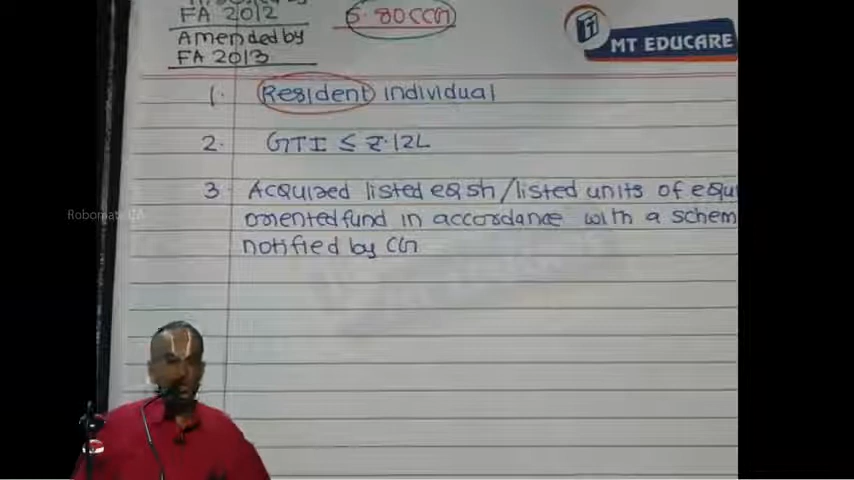 FA 2012
S. 80CCG
Amended by
FA 2013
MT EDUCARE
1. Resident individual
2. GTI ≤ ₹.12L
3. Acquired listed eq sh/listed units of equ
oriented fund in accordance with a schem
notified by CG